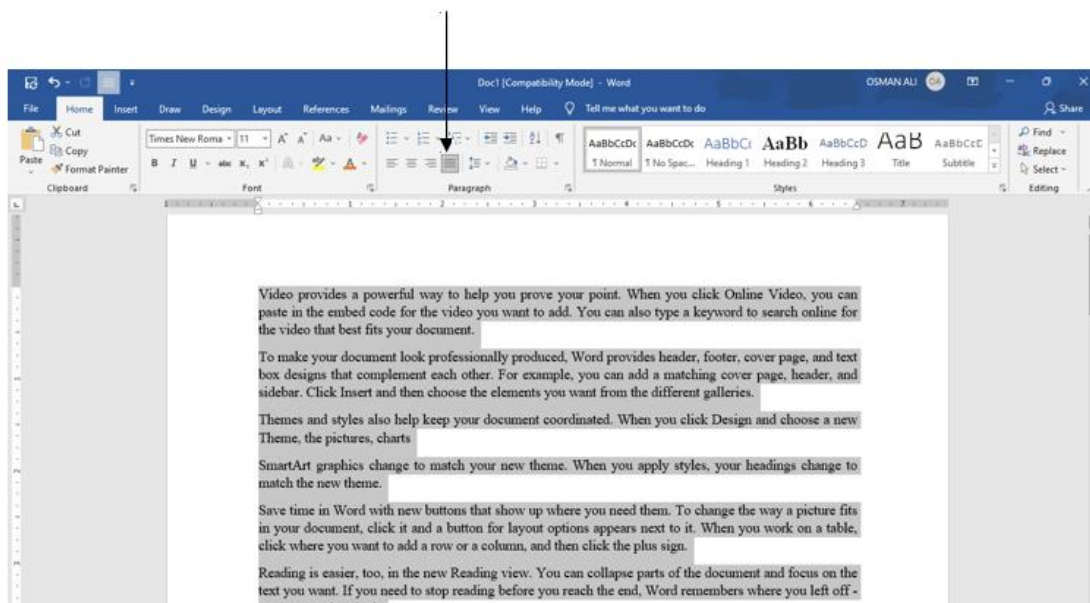 Doc1 [Compatibility Mode] - Word
OSMAN ALI
OA
File Home Insert Draw Design Layout References Mailings Review View Help Tell me what you want to do
Share
Cut
Copy
Format Painter
Paste
Clipboard
Times New Roma
11
Aa
B I U abc X₂ X²
Font
Paragraph
AaBbCcDc AaBbCcDc AaBbCc AaBb AaBbCcD AaB AaBbCcD
¶ Normal ¶ No Spac... Heading 1 Heading 2 Heading 3 Title Subtitle
Styles
Find
Replace
Select
Editing
1 2 3 4 5 6 7
Video provides a powerful way to help you prove your point. When you click Online Video, you can
paste in the embed code for the video you want to add. You can also type a keyword to search online for
the video that best fits your document.
To make your document look professionally produced, Word provides header, footer, cover page, and text
box designs that complement each other. For example, you can add a matching cover page, header, and
sidebar. Click Insert and then choose the elements you want from the different galleries.
Themes and styles also help keep your document coordinated. When you click Design and choose a new
Theme, the pictures, charts
SmartArt graphics change to match your new theme. When you apply styles, your headings change to
match the new theme.
Save time in Word with new buttons that show up where you need them. To change the way a picture fits
in your document, click it and a button for layout options appears next to it. When you work on a table,
click where you want to add a row or a column, and then click the plus sign.
Reading is easier, too, in the new Reading view. You can collapse parts of the document and focus on the
text you want. If you need to stop reading before you reach the end, Word remembers where you left off -